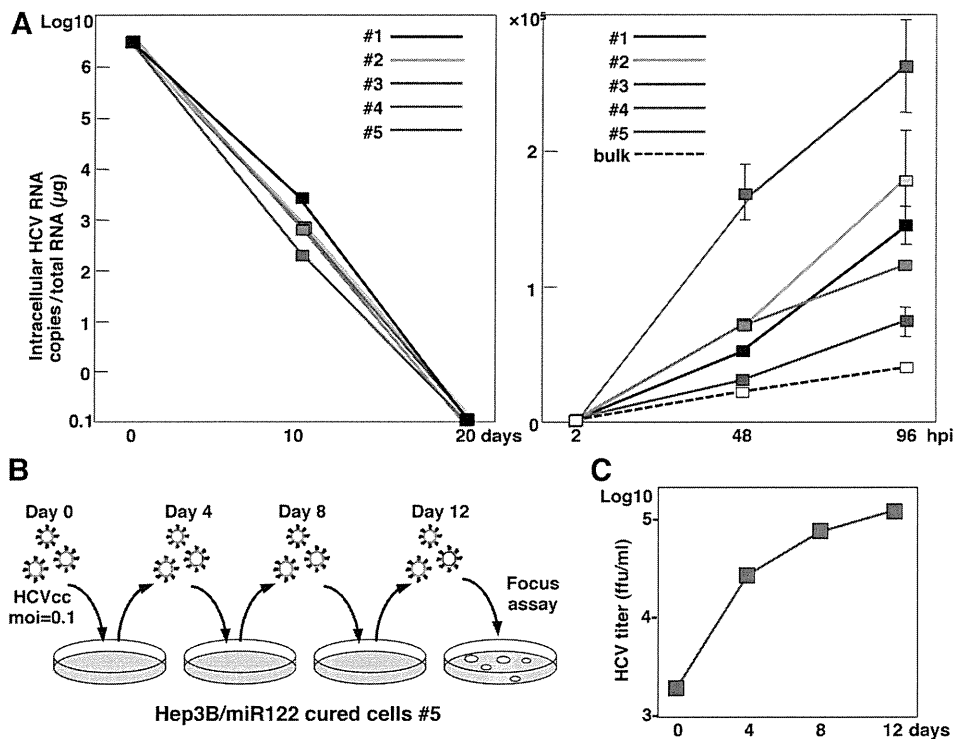 A
Log10
6
5
4
3
2
1
0
0.1
Intracellular HCV RNA
copies/total RNA (µg)
#1
#2
#3
#4
#5
0
10
20 days
×10⁵
2
1
0
#1
#2
#3
#4
#5
bulk
2
48
96 hpi
B
Day 0
Day 4
Day 8
Day 12
HCVcc
moi=0.1
Focus
assay
Hep3B/miR122 cured cells #5
C
Log10
5
4
3
HCV titer (ffu/ml)
0
4
8
12 days